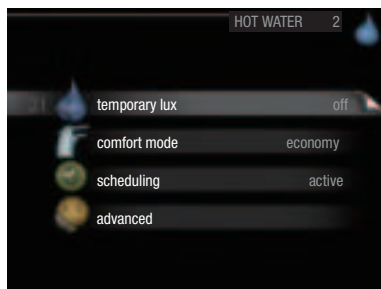 HOT WATER 2
temporary lux off
comfort mode economy
scheduling active
advanced